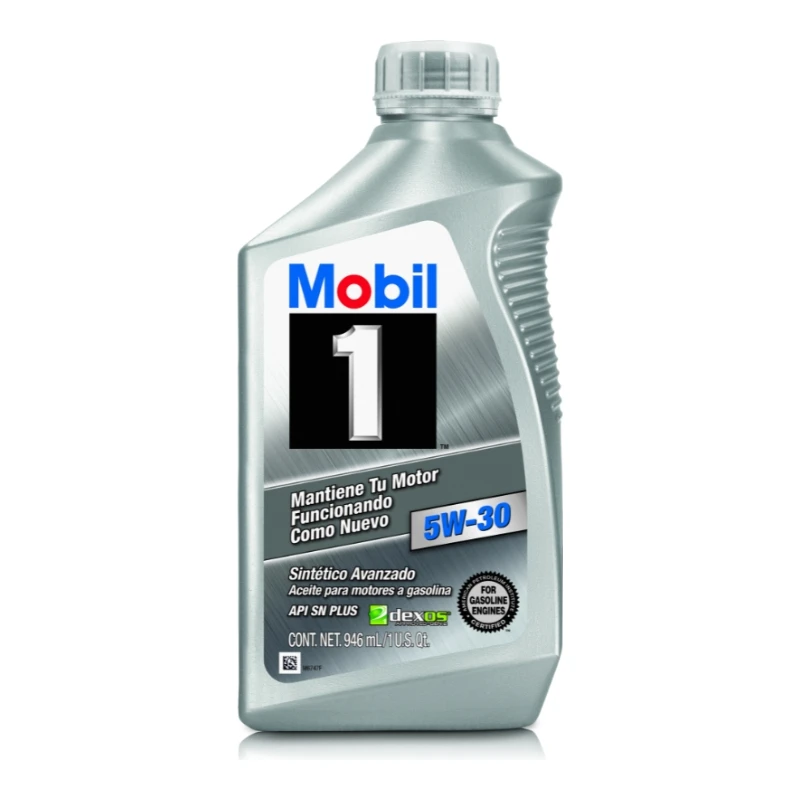 Mobil
1
TM
Mantiene Tu Motor
Funcionando
Como Nuevo
5W-30
Sintético Avanzado
Aceite para motores a gasolina
API SN PLUS
dexos
FOR
GASOLINE
ENGINES
CERTIFIED
CONT. NET. 946 mL/1 U.S. Qt.